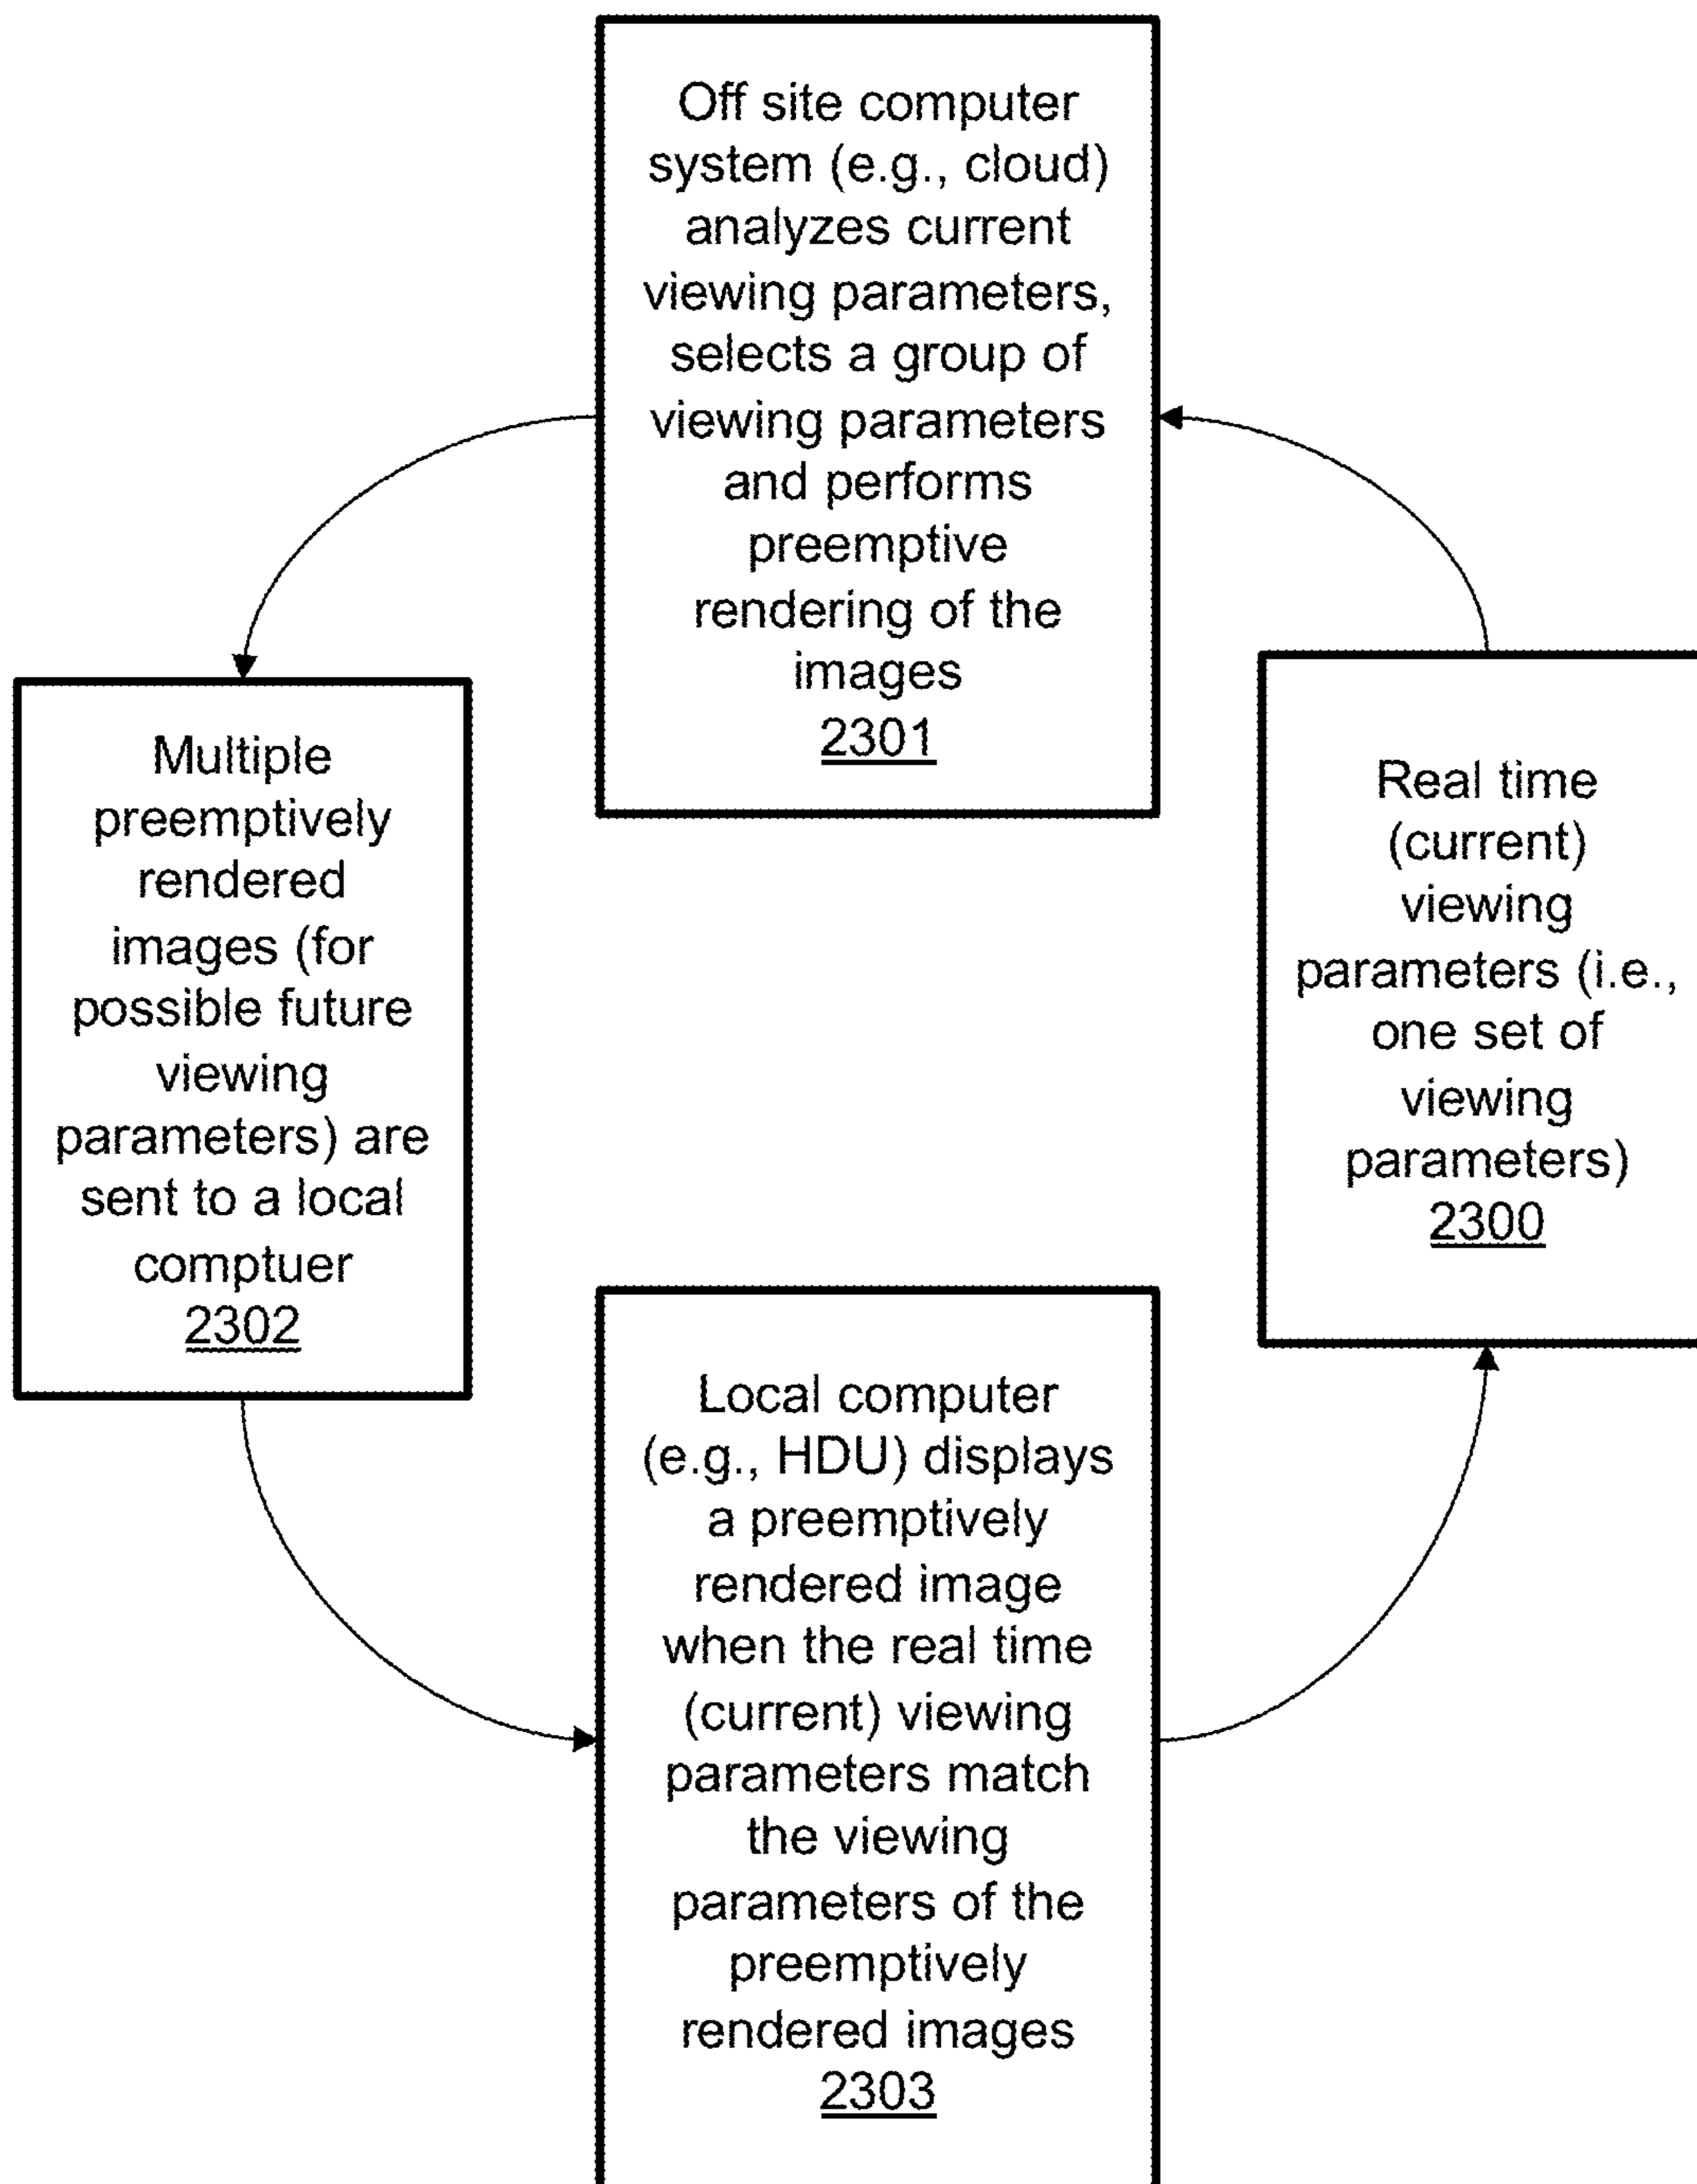 Off site computer
system (e.g., cloud)
analyzes current
viewing parameters,
selects a group of
viewing parameters
and performs
preemptive
rendering of the
images
2301
Multiple
preemptively
rendered
images (for
possible future
viewing
parameters) are
sent to a local
comptuer
2302
Real time
(current)
viewing
parameters (i.e.,
one set of
viewing
parameters)
2300
Local computer
(e.g., HDU) displays
a preemptively
rendered image
when the real time
(current) viewing
parameters match
the viewing
parameters of the
preemptively
rendered images
2303